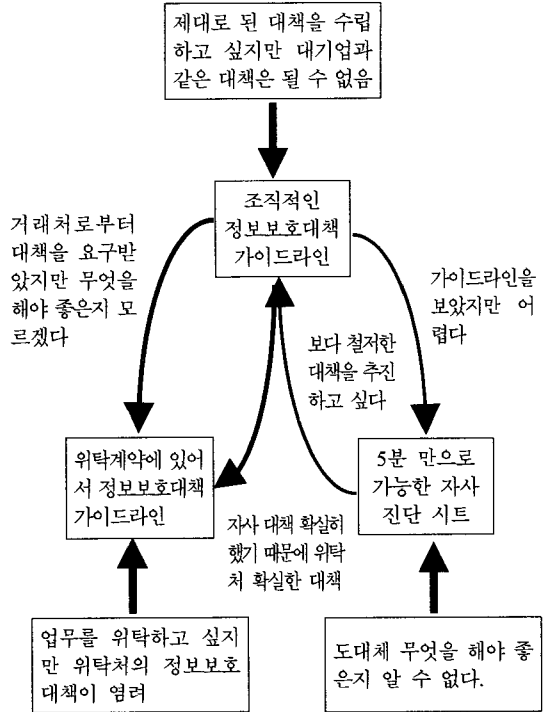 제대로 된 대책을 수립
하고 싶지만 대기업과
같은 대책은 될 수 없음
조직적인
정보보호대책
가이드라인
거래처로부터
대책을 요구받
았지만 무엇을
해야 좋은지 모
르겠다
가이드라인을
보았지만 어
렵다
보다 철저한
대책을 추진
하고 싶다
위탁계약에 있어
서 정보보호대책
가이드라인
5분 만으로
가능한 자사
진단 시트
자사 대책 확실히
했기 때문에 위탁
처 확실한 대책
업무를 위탁하고 싶지
만 위탁처의 정보보호
대책이 염려
도대체 무엇을 해야 좋
은지 알 수 없다.